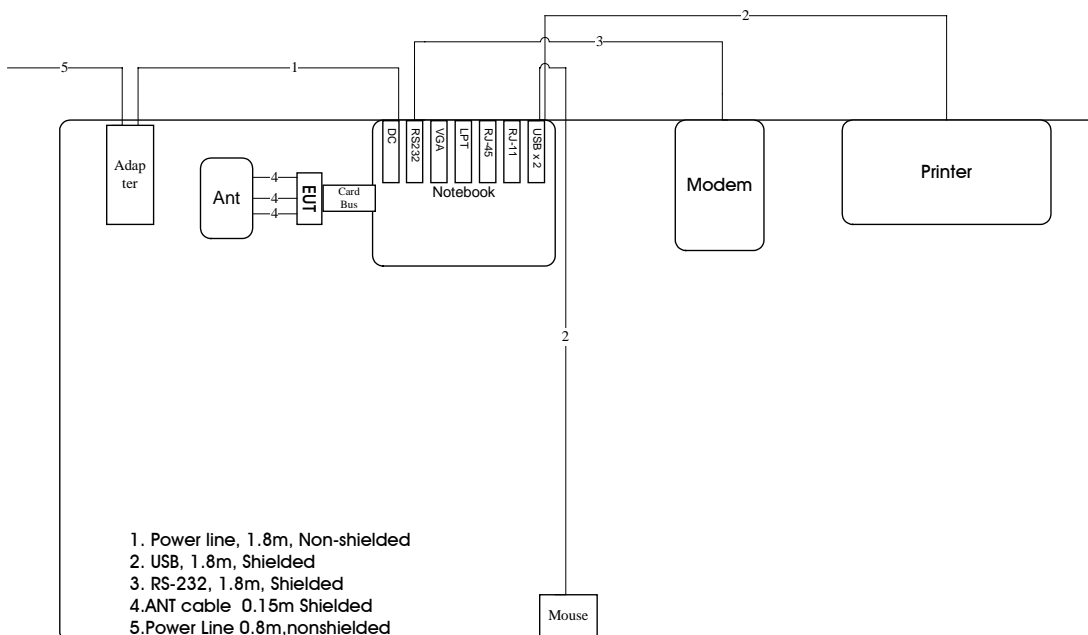 2
5
1
3
DC
RS232
VGA
LPT
RJ-45
RJ-11
USB x 2
Adap
ter
Ant
4
4
4
EUT
Card
Bus
Notebook
Modem
Printer
2
1. Power line, 1.8m, Non-shielded
2. USB, 1.8m, Shielded
3. RS-232, 1.8m, Shielded
4.ANT cable 0.15m Shielded
5.Power Line 0.8m,nonshielded
Mouse